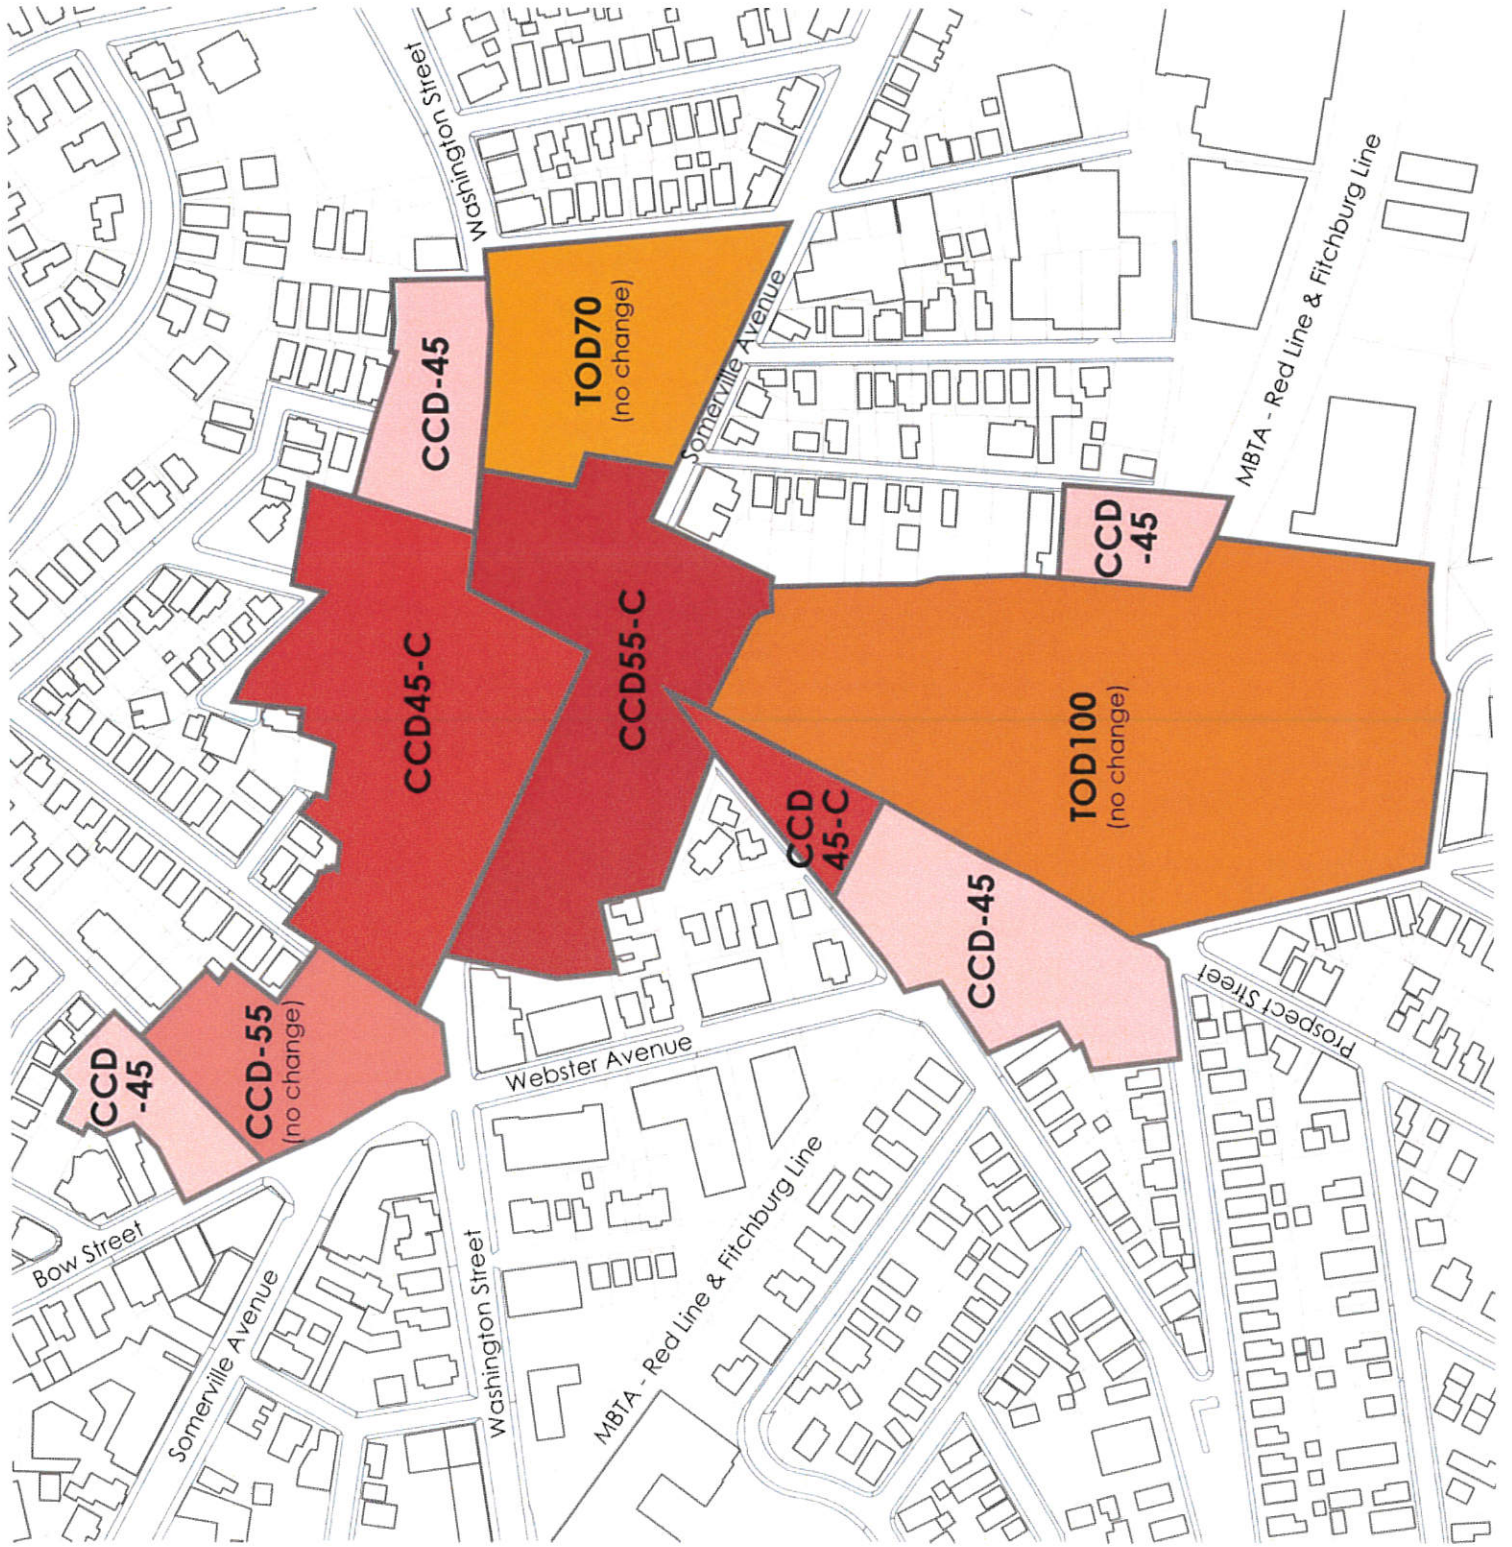 Washington Street
CCD-45
TOD70
(no change)
Somerville Avenue
MBTA - Red Line & Fitchburg Line
CCD
-45
CCD45-C
CCD55-C
CCD
45-C
TOD100
(no change)
CCD-45
CCD-55
(no change)
CCD
-45
Bow Street
Somerville Avenue
Washington Street
Webster Avenue
MBTA - Red Line & Fitchburg Line
Prospect Street